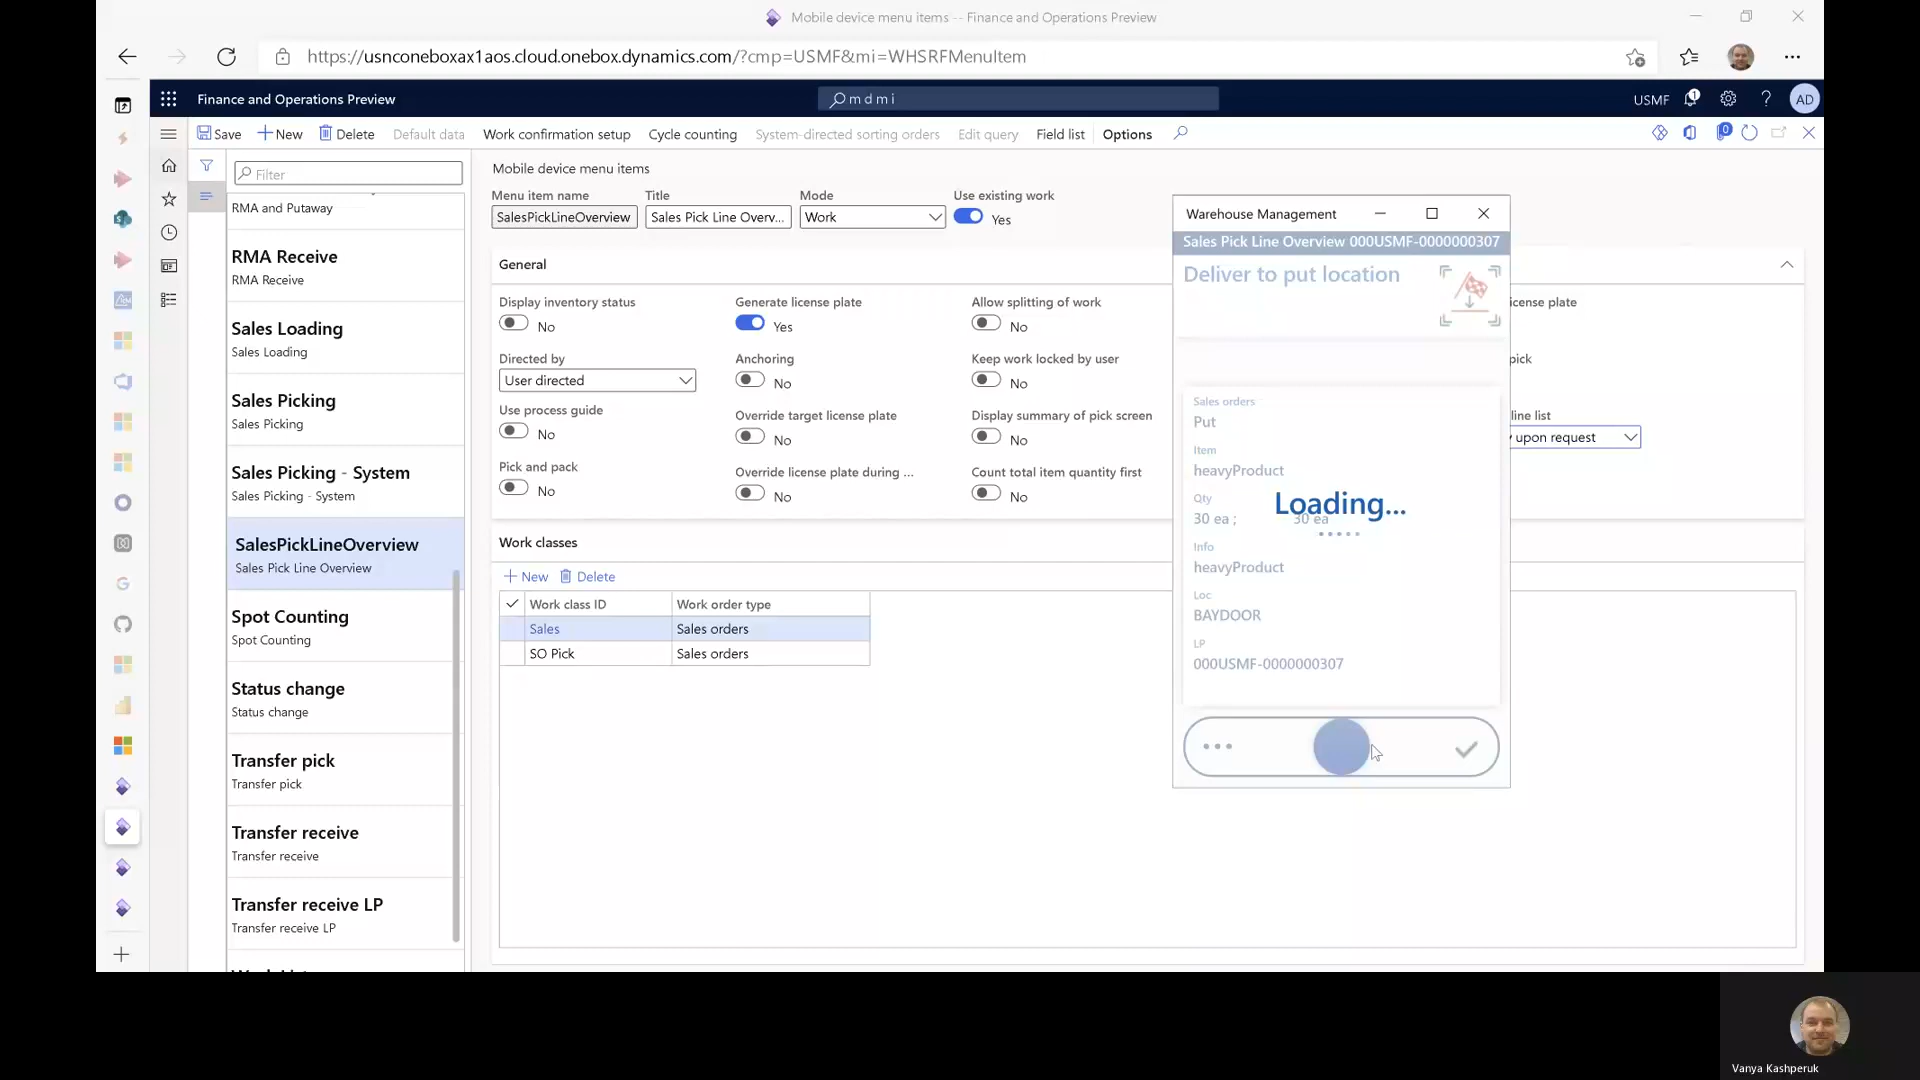 Mobile device menu items -- Finance and Operations Preview
https://usnconeboxax1aos.cloud.onebox.dynamics.com/?cmp=USMF&mi=WHSRFMenuItem
Finance and Operations Preview
m d m i
USMF
1
?
AD
Save
New
Delete
Default data
Work confirmation setup
Cycle counting
System-directed sorting orders
Edit query
Field list
Options
0
Filter
RMA and Putaway
RMA Receive
RMA Receive
Sales Loading
Sales Loading
Sales Picking
Sales Picking
Sales Picking - System
Sales Picking - System
SalesPickLineOverview
Sales Pick Line Overview
Spot Counting
Spot Counting
Status change
Status change
Transfer pick
Transfer pick
Transfer receive
Transfer receive
Transfer receive LP
Transfer receive LP
Mobile device menu items
Menu item name
Title
Mode
Use existing work
SalesPickLineOverview
Sales Pick Line Overv...
Work
Yes
General
Display inventory status
No
Directed by
User directed
Use process guide
No
Pick and pack
No
Generate license plate
Yes
Anchoring
No
Override target license plate
No
Override license plate during ...
No
Allow splitting of work
No
Keep work locked by user
No
Display summary of pick screen
No
Count total item quantity first
No
icense plate
pick
line list
upon request
Work classes
New
Delete
Work class ID
Work order type
Sales
Sales orders
SO Pick
Sales orders
Warehouse Management
Sales Pick Line Overview 000USMF-0000000307
Deliver to put location
Sales orders
Put
Item
heavyProduct
Qty
30 ea ; 30 ea
Loading...
Info
heavyProduct
Loc
BAYDOOR
LP
000USMF-0000000307
Vanya Kashperuk